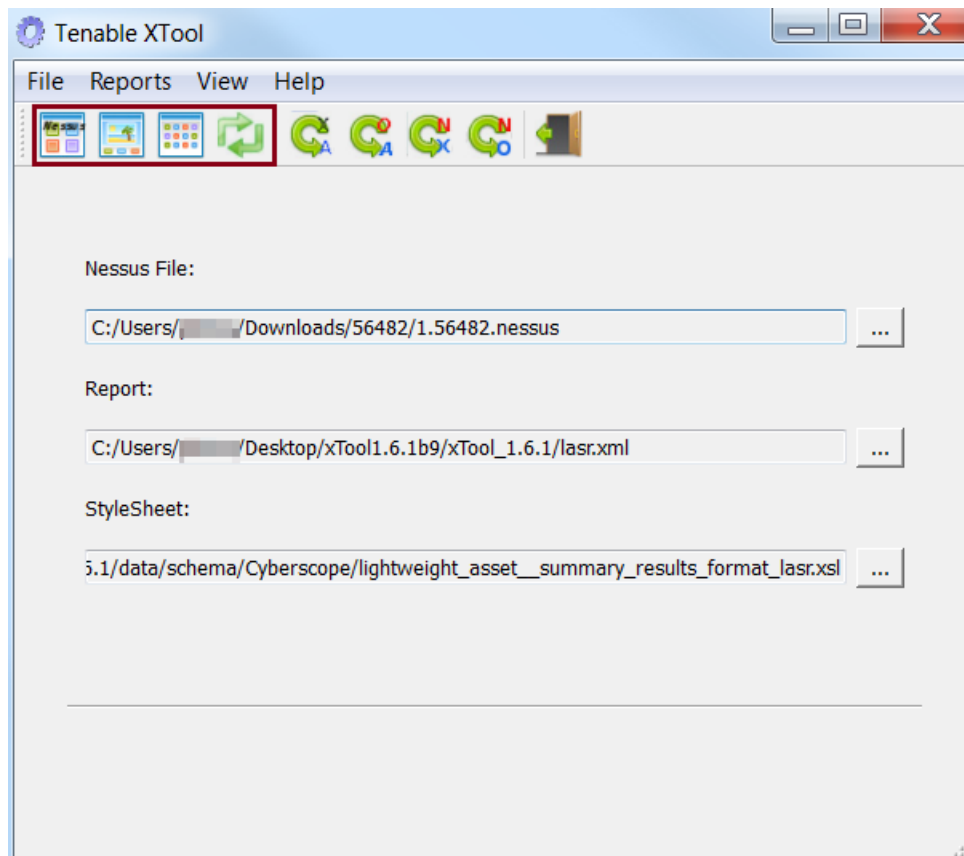 Tenable XTool
File Reports View Help
Nessus
X A O A N X N O
Nessus File:
C:/Users/ /Downloads/56482/1.56482.nessus ...
Report:
C:/Users/ /Desktop/xTool1.6.1b9/xTool_1.6.1/lasr.xml ...
StyleSheet:
.1/data/schema/Cyberscope/lightweight_asset__summary_results_format_lasr.xsl ...